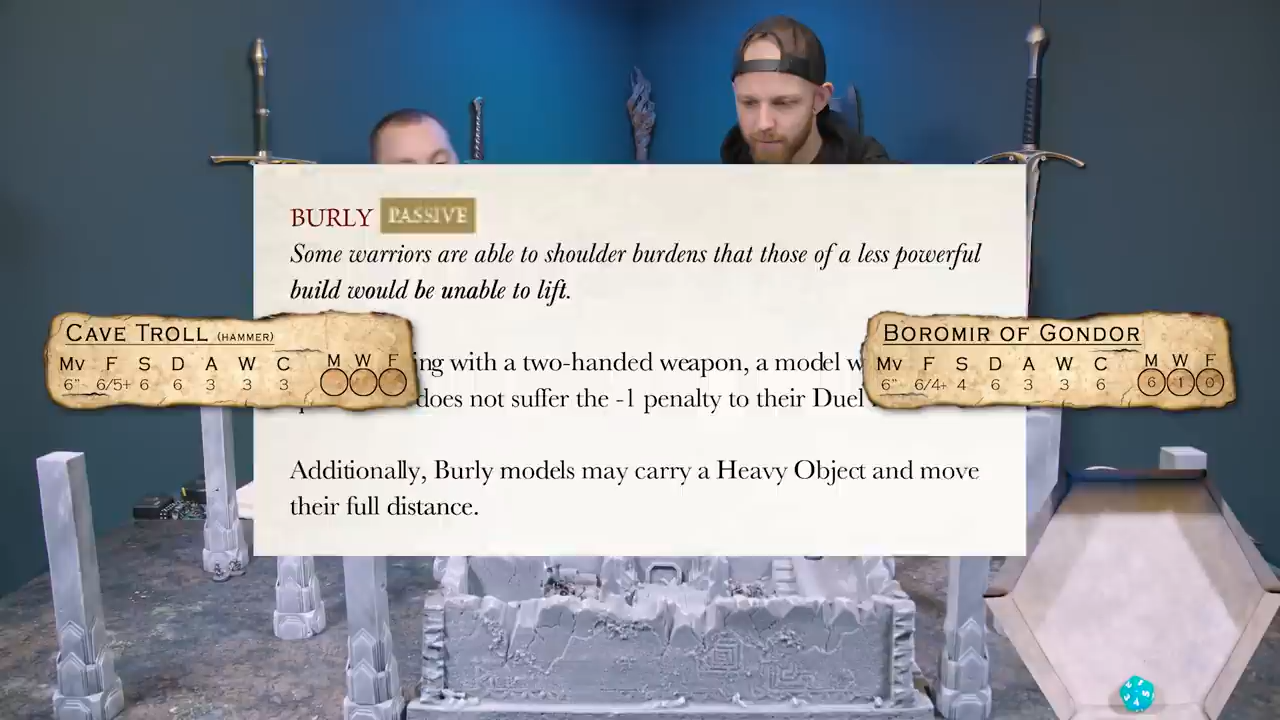 BURLY PASSIVE
Some warriors are able to shoulder burdens that those of a less powerful
build would be unable to lift.
CAVE TROLL (HAMMER)
Mv F S D A W C M W F
6" 6/5+ 6 6 3 3 3
BOROMIR OF GONDOR
Mv F S D A W C M W F
6" 6/4+ 4 6 3 3 6 6 1 0
with a two-handed weapon, a model
does not suffer the -1 penalty to their Duel
Additionally, Burly models may carry a Heavy Object and move
their full distance.